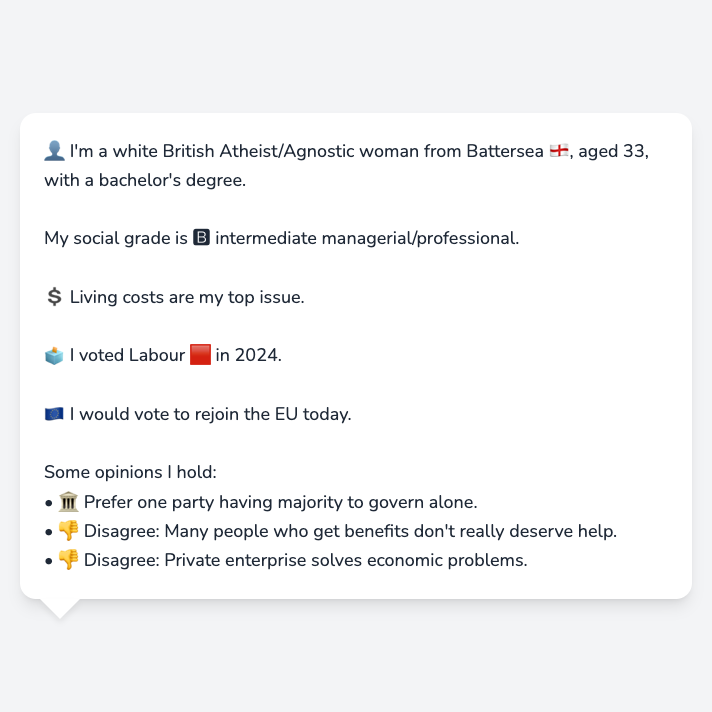 👤 I'm a white British Atheist/Agnostic woman from Battersea 🏴󠁧󠁢󠁥󠁮󠁧󠁿, aged 33,
with a bachelor's degree.
My social grade is 🅱 intermediate managerial/professional.
💲 Living costs are my top issue.
🗳️ I voted Labour 🟥 in 2024.
🇪🇺 I would vote to rejoin the EU today.
Some opinions I hold:
• 🏛️ Prefer one party having majority to govern alone.
• 👎 Disagree: Many people who get benefits don't really deserve help.
• 👎 Disagree: Private enterprise solves economic problems.